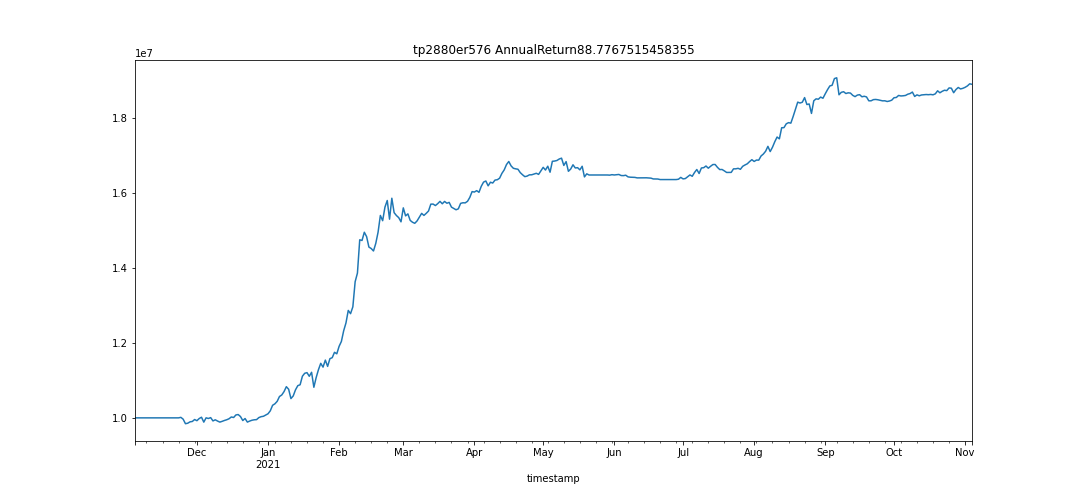 tp2880er576 AnnualReturn88.7767515458355
1e7
1.8
1.6
1.4
1.2
1.0
Dec Jan Feb Mar Apr May Jun Jul Aug Sep Oct Nov
2021
timestamp